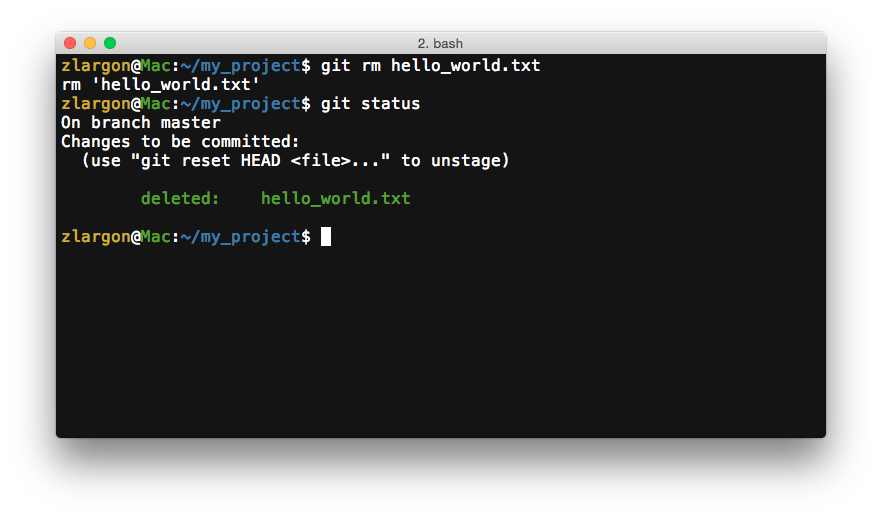 2. bash
zlargon@Mac:~/my_project$ git rm hello_world.txt
rm 'hello_world.txt'
zlargon@Mac:~/my_project$ git status
On branch master
Changes to be committed:
  (use "git reset HEAD <file>..." to unstage)
        deleted:    hello_world.txt
zlargon@Mac:~/my_project$